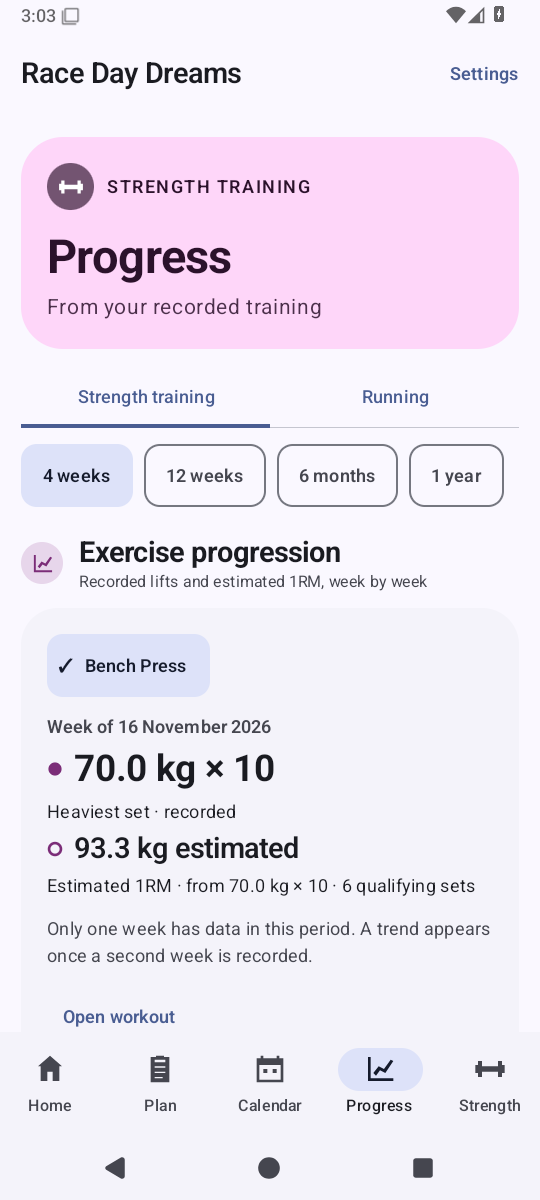 3:03
Race Day Dreams
Settings
STRENGTH TRAINING
Progress
From your recorded training
Strength training
Running
4 weeks
12 weeks
6 months
1 year
Exercise progression
Recorded lifts and estimated 1RM, week by week
✓ Bench Press
Week of 16 November 2026
70.0 kg × 10
Heaviest set · recorded
93.3 kg estimated
Estimated 1RM · from 70.0 kg × 10 · 6 qualifying sets
Only one week has data in this period. A trend appears
once a second week is recorded.
Open workout
Home
Plan
Calendar
Progress
Strength